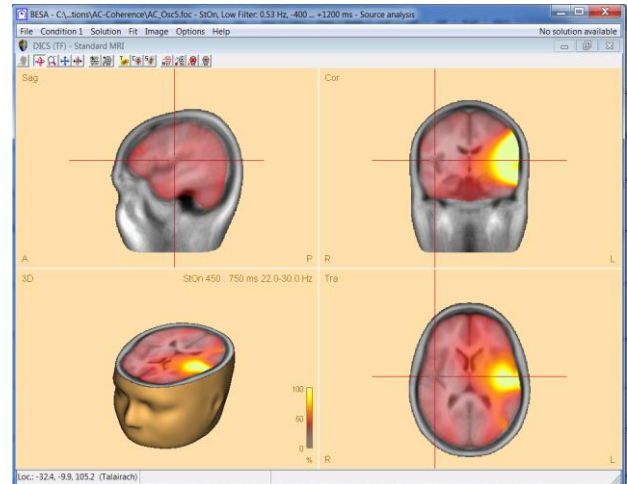 BESA - C:\...tions\AC-Coherence\AC_Osc5.foc - StOn, Low Filter: 0.53 Hz, -400 .. +1200 ms - Source analysis
File Condition 1 Solution Fit Image Options Help No solution available
DICS (TF) - Standard MRI
Sag
A P
Cor
R L
3D StOn 450 : 750 ms 22.0-30.0 Hz
100
50
0
%
Tra
R L
Loc.: -32.4, -9.9, 105.2 (Talairach)